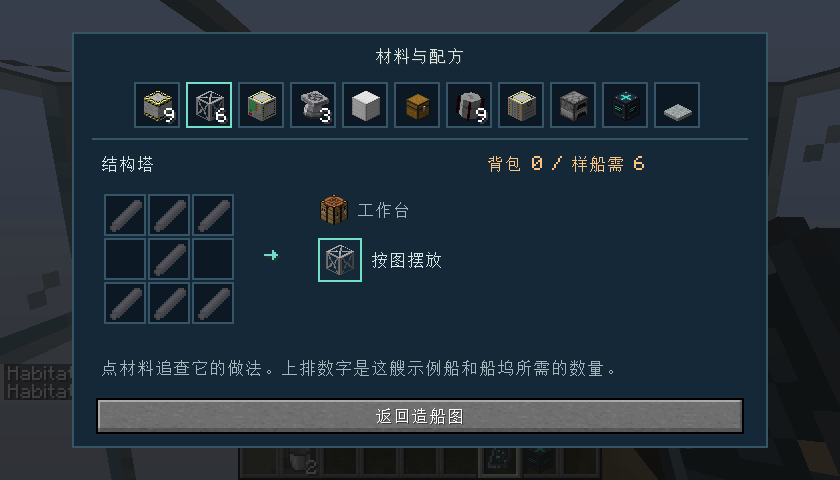 材料与配方
9 6 3 9
结构塔
背包 0 / 样船需 6
工作台
按图摆放
点材料追查它的做法。上排数字是这艘示例船和船坞所需的数量。
Habitat
Habitat
返回造船图
2